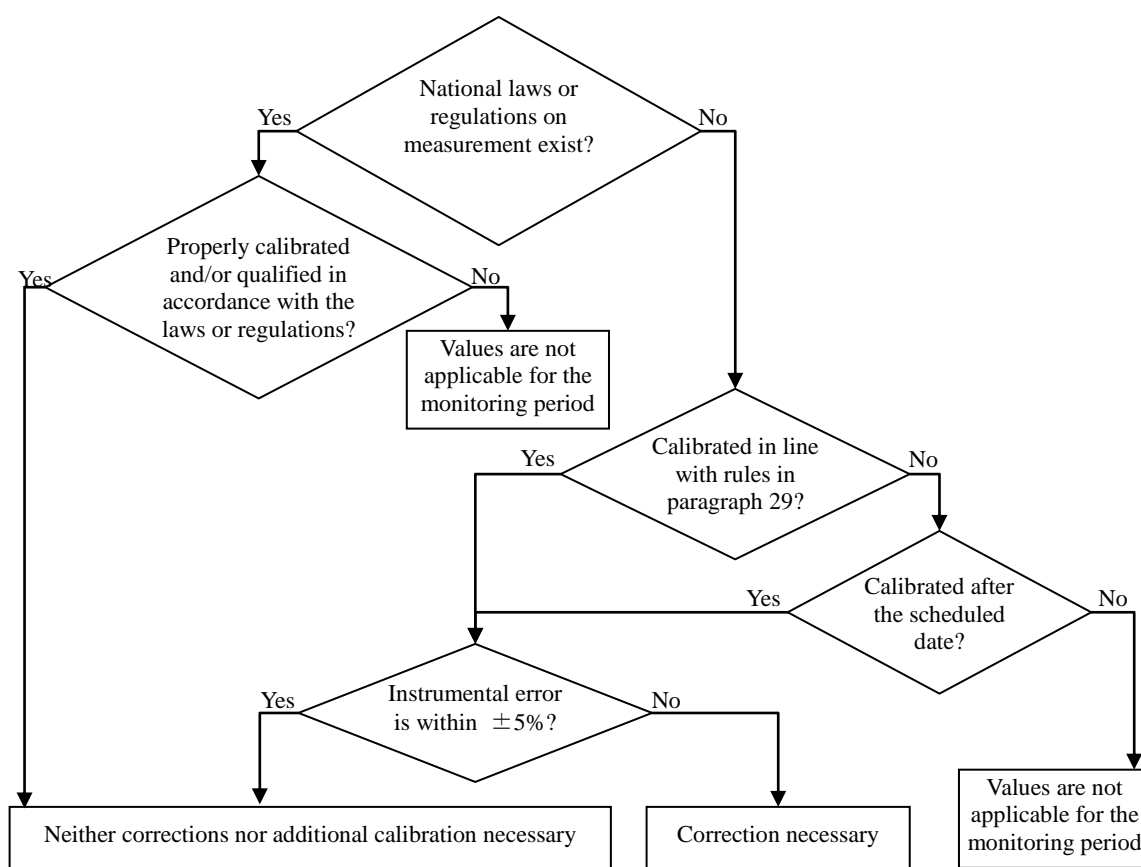 National laws or
regulations on
measurement exist?
Yes
No
Properly calibrated
and/or qualified in
accordance with the
laws or regulations?
Yes
No
Values are not
applicable for the
monitoring period
Calibrated in line
with rules in
paragraph 29?
Yes
No
Calibrated after
the scheduled
date?
Yes
No
Instrumental error
is within ±5%?
Yes
No
Neither corrections nor additional calibration necessary
Correction necessary
Values are not
applicable for the
monitoring period